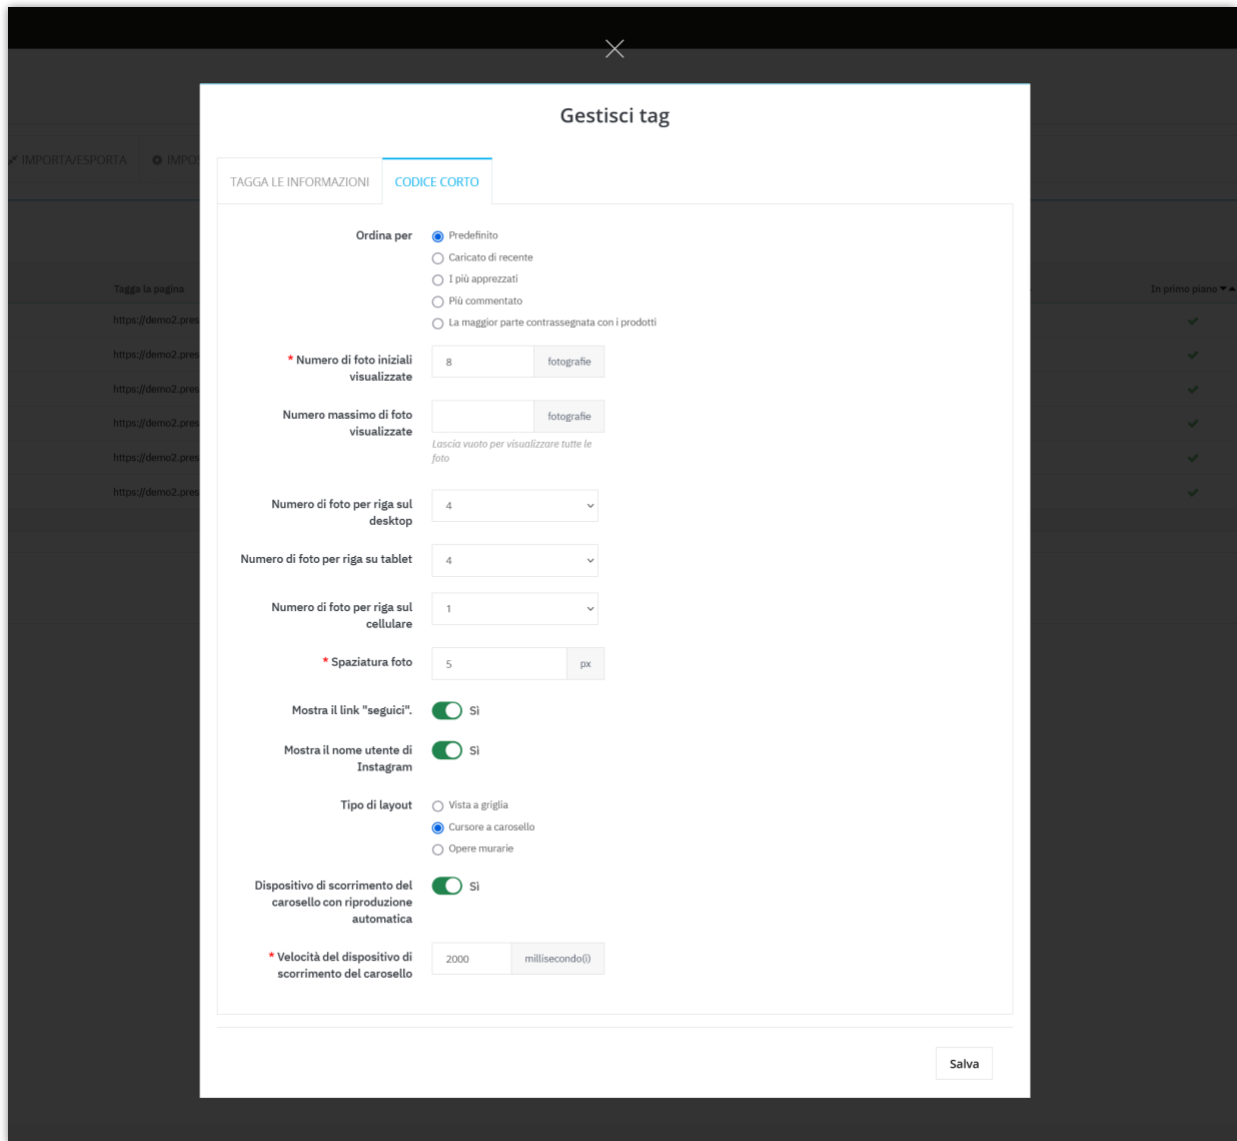 Gestisci tag
IMPORTA/ESPORTA
TAGGA LE INFORMAZIONI
CODICE CORTO
Ordina per
Predefinito
Caricato di recente
I più apprezzati
Più commentato
La maggior parte contrassegnata con i prodotti
Tagga la pagina
In primo piano
https://demo2.pres
https://demo2.pres
https://demo2.pres
https://demo2.pres
https://demo2.pres
https://demo2.pres
* Numero di foto iniziali
visualizzate
8
fotografie
Numero massimo di foto
visualizzate
fotografie
Lascia vuoto per visualizzare tutte le
foto
Numero di foto per riga sul
desktop
4
Numero di foto per riga su tablet
4
Numero di foto per riga sul
cellulare
1
* Spaziatura foto
5
px
Mostra il link "seguici".
Sì
Mostra il nome utente di
Instagram
Sì
Tipo di layout
Vista a griglia
Cursore a carosello
Opere murarie
Dispositivo di scorrimento del
carosello con riproduzione
automatica
Sì
* Velocità del dispositivo di
scorrimento del carosello
2000
millisecondo(i)
Salva